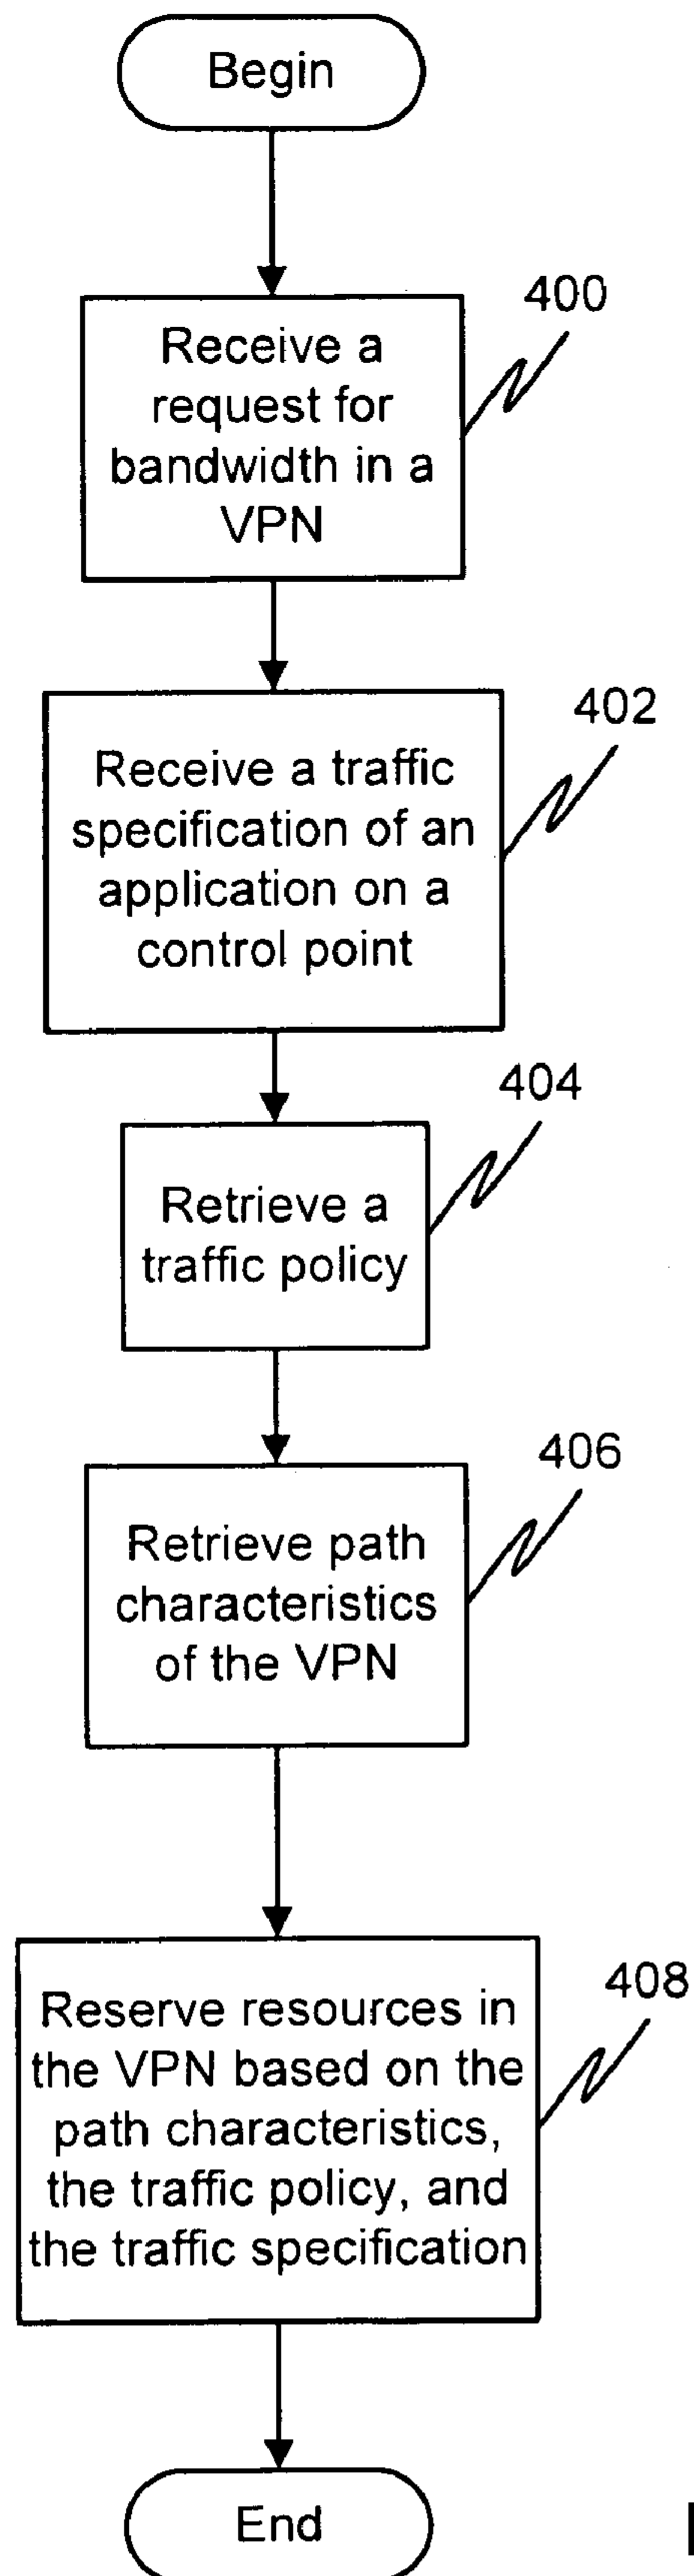 Begin
400
Receive a
request for
bandwidth in a
VPN
402
Receive a traffic
specification of an
application on a
control point
404
Retrieve a
traffic policy
406
Retrieve path
characteristics
of the VPN
408
Reserve resources in
the VPN based on the
path characteristics,
the traffic policy, and
the traffic specification
End